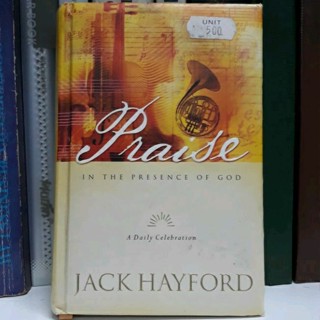 UNIT
Praise
IN THE PRESENCE OF GOD
A Daily Celebration
JACK HAYFORD